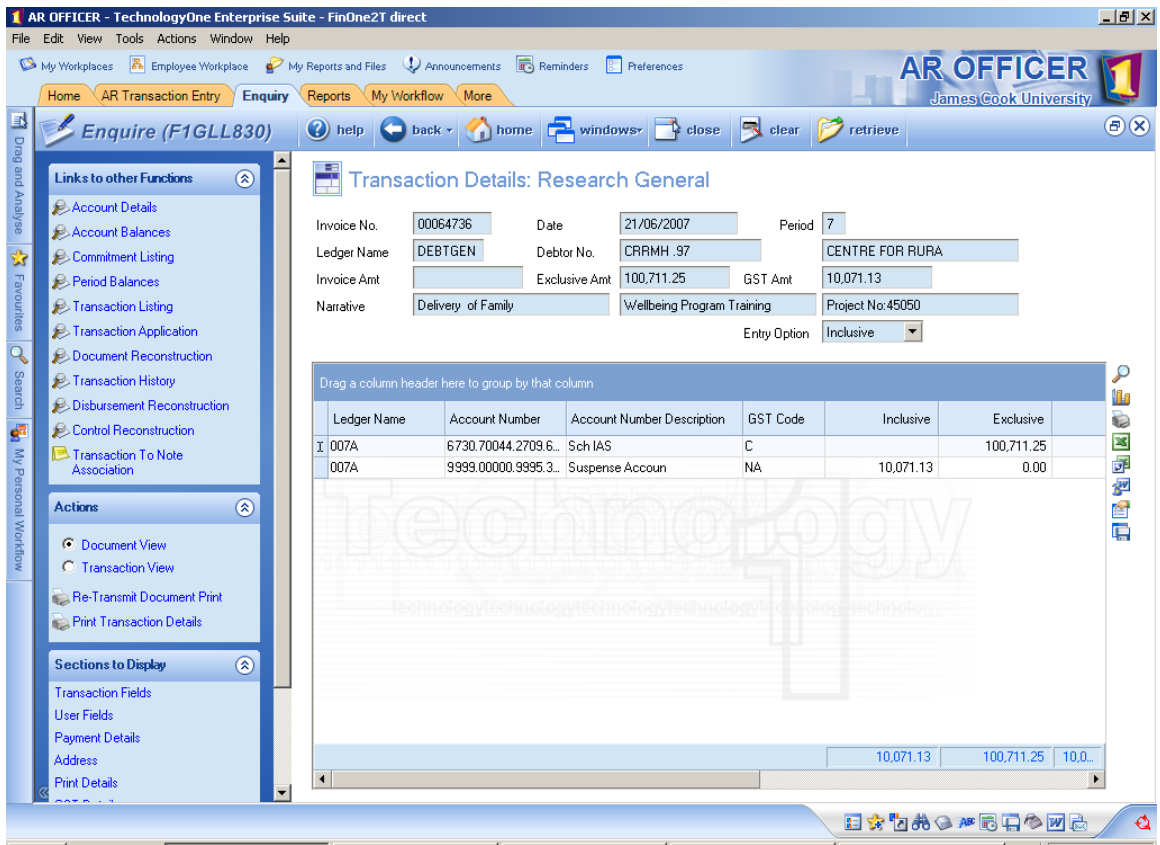 AR OFFICER - TechnologyOne Enterprise Suite - FinOne2T direct
File Edit View Tools Actions Window Help
My Workplaces Employee Workplace My Reports and Files Announcements Reminders Preferences
AR OFFICER
James Cook University
Home AR Transaction Entry Enquiry Reports My Workflow More
Enquire (F1GLL830) help back home windows close clear retrieve
Drag and Analyse
Favourites
Search
My Personal Workflow
Links to other Functions
Account Details
Account Balances
Commitment Listing
Period Balances
Transaction Listing
Transaction Application
Document Reconstruction
Transaction History
Disbursement Reconstruction
Control Reconstruction
Transaction To Note
Association
Actions
Document View
Transaction View
Re-Transmit Document Print
Print Transaction Details
Sections to Display
Transaction Fields
User Fields
Payment Details
Address
Print Details
Transaction Details: Research General
Invoice No. 00064736 Date 21/06/2007 Period 7
Ledger Name DEBTGEN Debtor No. CRRMH .97 CENTRE FOR RURA
Invoice Amt Exclusive Amt 100,711.25 GST Amt 10,071.13
Narrative Delivery of Family Wellbeing Program Training Project No:45050
Entry Option Inclusive
Drag a column header here to group by that column
Ledger Name Account Number Account Number Description GST Code Inclusive Exclusive
007A 6730.70044.2709.6... Sch IAS C 100,711.25
007A 9999.00000.9995.3... Suspense Accoun NA 10,071.13 0.00
Technology
1
10,071.13 100,711.25 10,0...